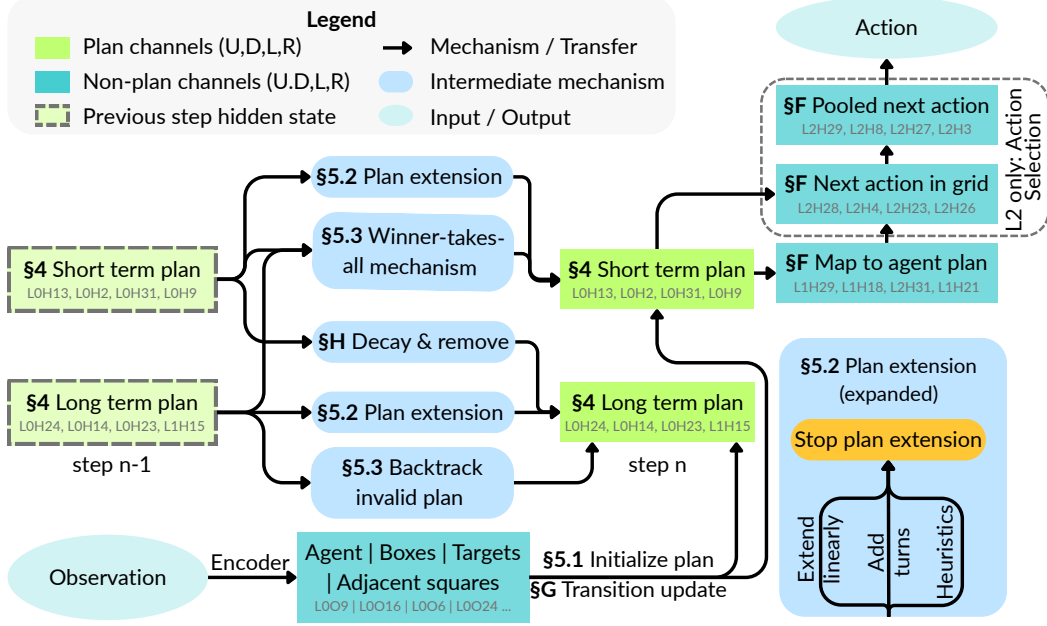 Legend
Plan channels (U,D,L,R)
Non-plan channels (U.D,L,R)
Previous step hidden state
Mechanism / Transfer
Intermediate mechanism
Input / Output
Action
§F Pooled next action
L2H29, L2H8, L2H27, L2H3
§F Next action in grid
L2H28, L2H4, L2H23, L2H26
L2 only: Action
Selection
§F Map to agent plan
L1H29, L1H18, L2H31, L1H21
§5.2 Plan extension
§5.3 Winner-takes-
all mechanism
§4 Short term plan
L0H13, L0H2, L0H31, L0H9
§4 Short term plan
L0H13, L0H2, L0H31, L0H9
§H Decay & remove
§4 Long term plan
L0H24, L0H14, L0H23, L1H15
step n-1
§5.2 Plan extension
§4 Long term plan
L0H24, L0H14, L0H23, L1H15
step n
§5.3 Backtrack
invalid plan
§5.2 Plan extension
(expanded)
Stop plan extension
Extend
linearly
Add
turns
Heuristics
Observation
Encoder
Agent | Boxes | Targets
| Adjacent squares
L0O9 | L0O16 | L0O6 | L0O24 ...
§5.1 Initialize plan
§G Transition update